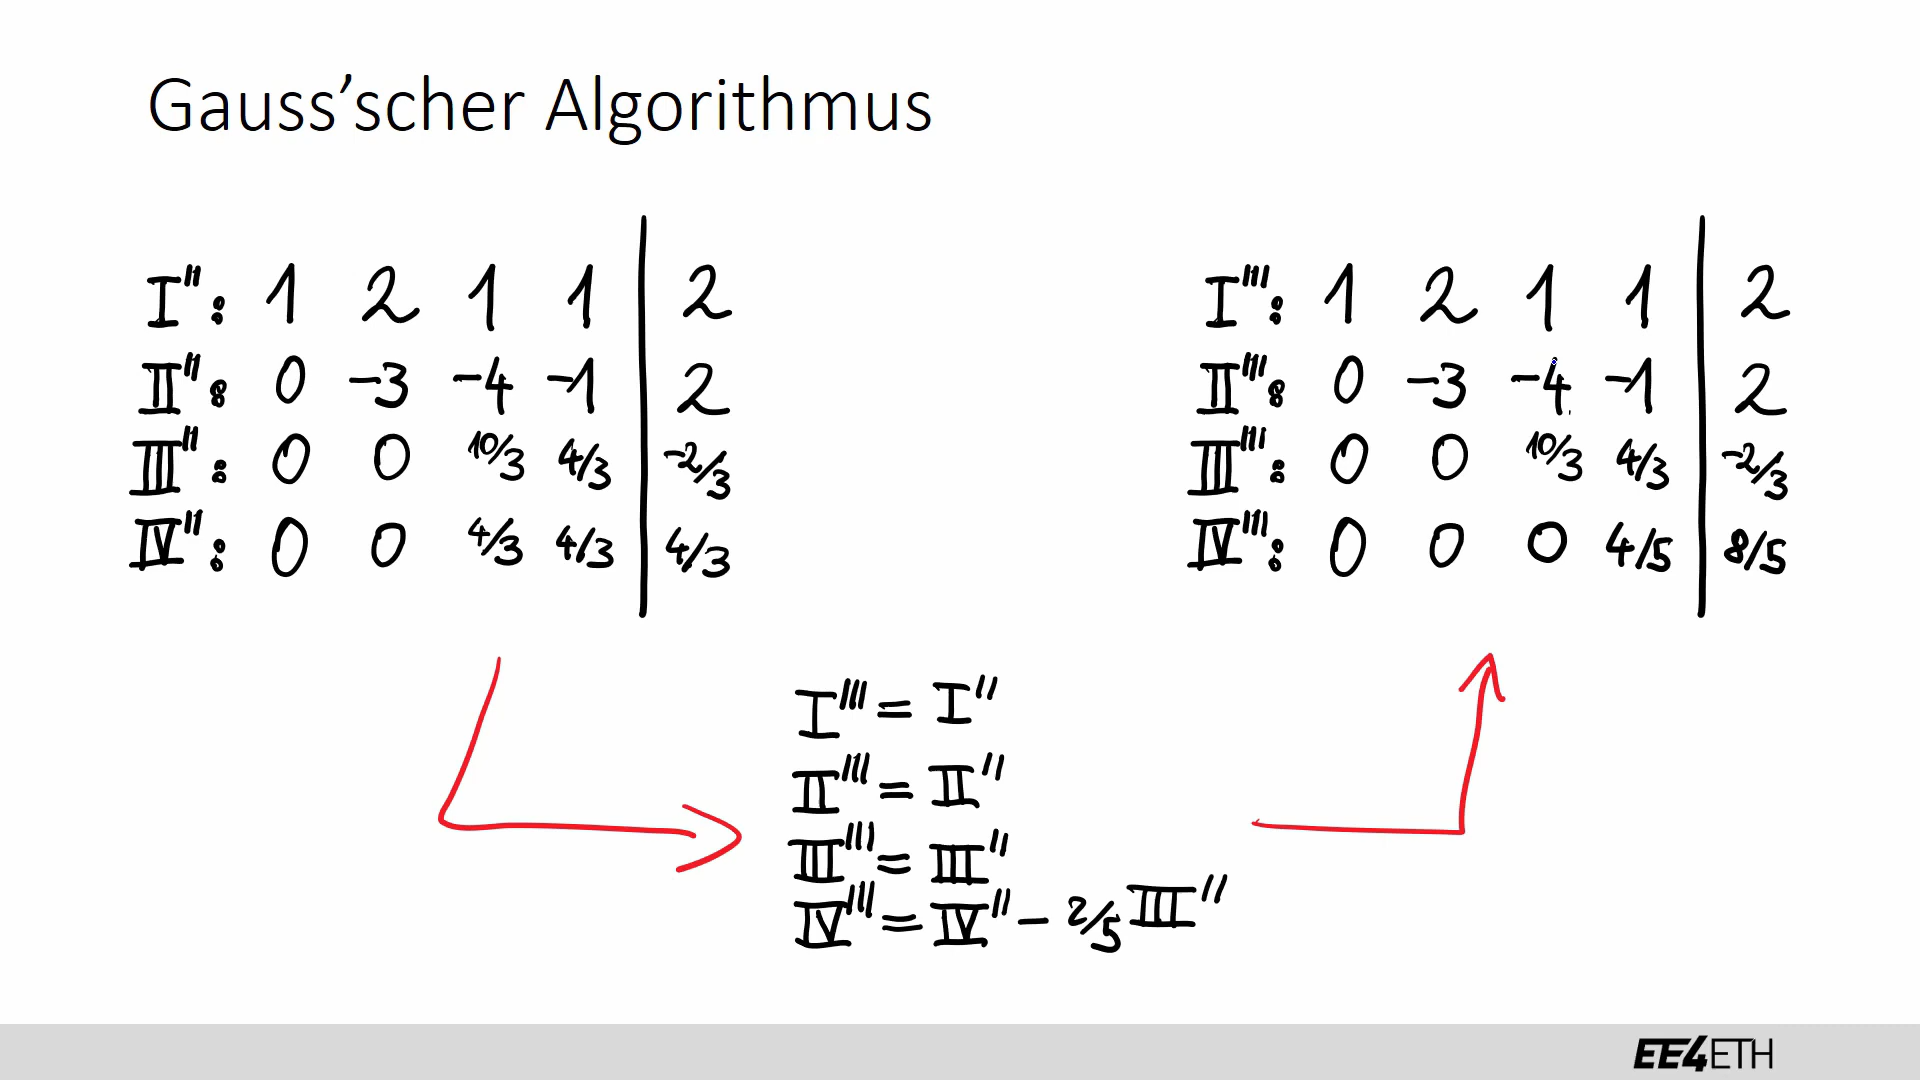 Gauss’scher Algorithmus
I'': 1 2 1 1 | 2
II'': 0 -3 -4 -1 | 2
III'': 0 0 10/3 4/3 | -2/3
IV'': 0 0 4/3 4/3 | 4/3
I''': 1 2 1 1 | 2
II''': 0 -3 -4 -1 | 2
III''': 0 0 10/3 4/3 | -2/3
IV''': 0 0 0 4/5 | 8/5
I''' = I''
II''' = II''
III''' = III''
IV''' = IV'' - 2/5 III''
EE4ETH